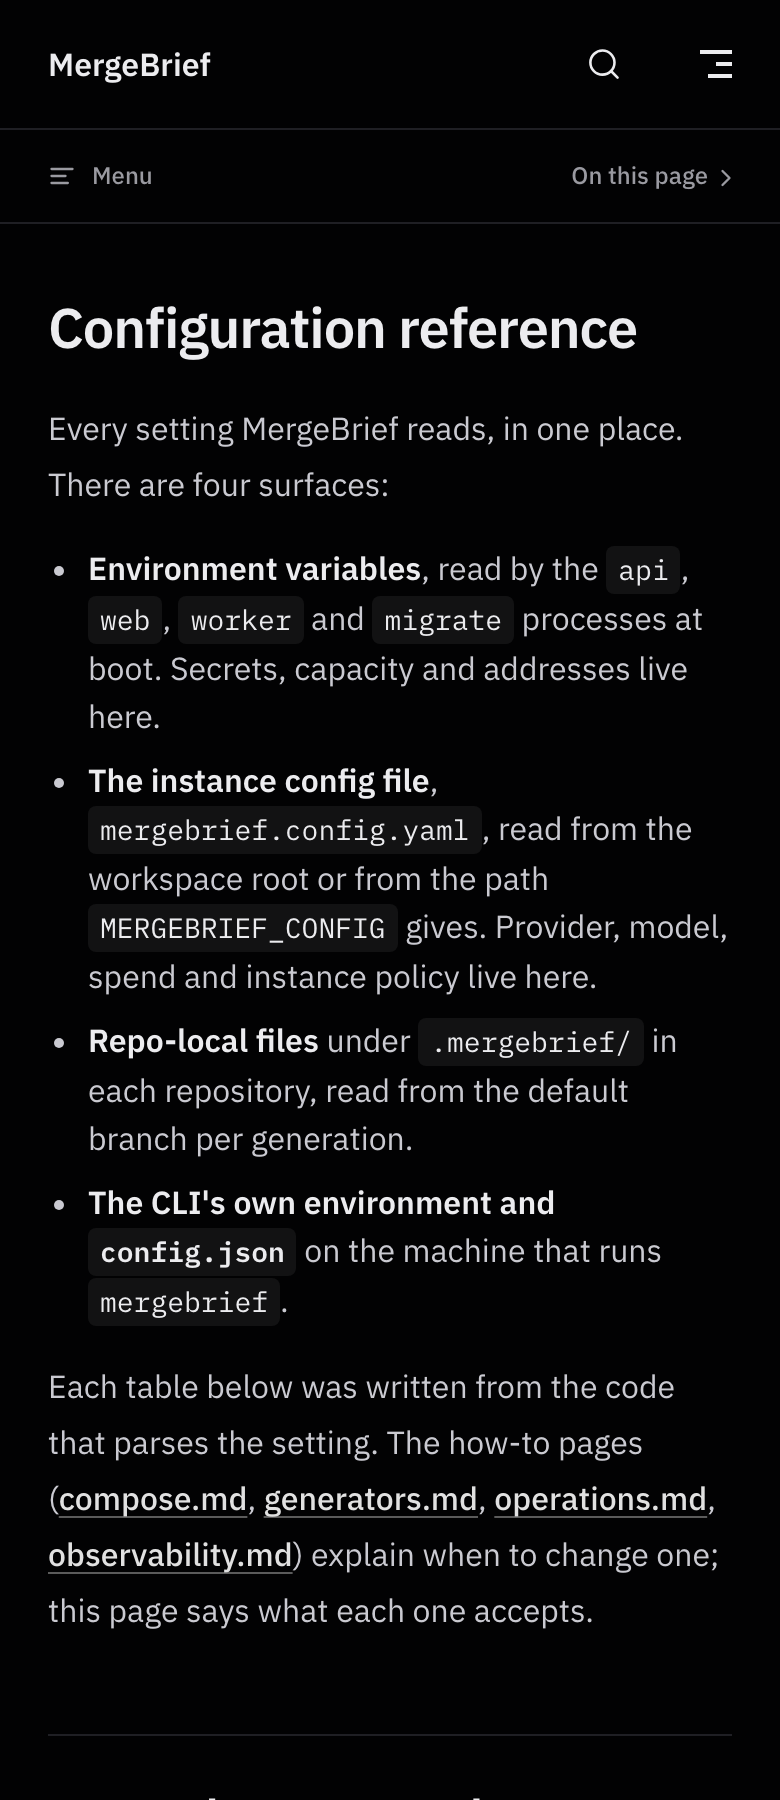 MergeBrief
Menu
On this page
Configuration reference
Every setting MergeBrief reads, in one place.
There are four surfaces:
Environment variables, read by the api,
web, worker and migrate processes at
boot. Secrets, capacity and addresses live
here.
The instance config file,
mergebrief.config.yaml, read from the
workspace root or from the path
MERGEBRIEF_CONFIG gives. Provider, model,
spend and instance policy live here.
Repo-local files under .mergebrief/ in
each repository, read from the default
branch per generation.
The CLI's own environment and
config.json on the machine that runs
mergebrief.
Each table below was written from the code
that parses the setting. The how-to pages
(compose.md, generators.md, operations.md,
observability.md) explain when to change one;
this page says what each one accepts.